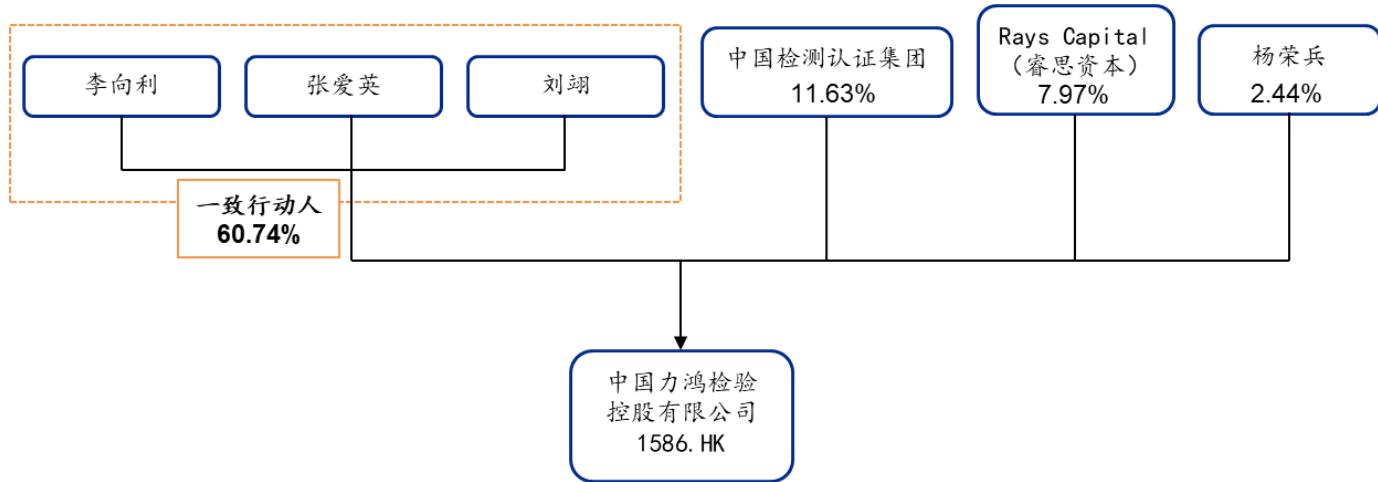 李向利
张爱英
刘翊
一致行动人
60.74%
中国检测认证集团
11.63%
Rays Capital
（睿思资本）
7.97%
杨荣兵
2.44%
中国力鸿检验
控股有限公司
1586.HK